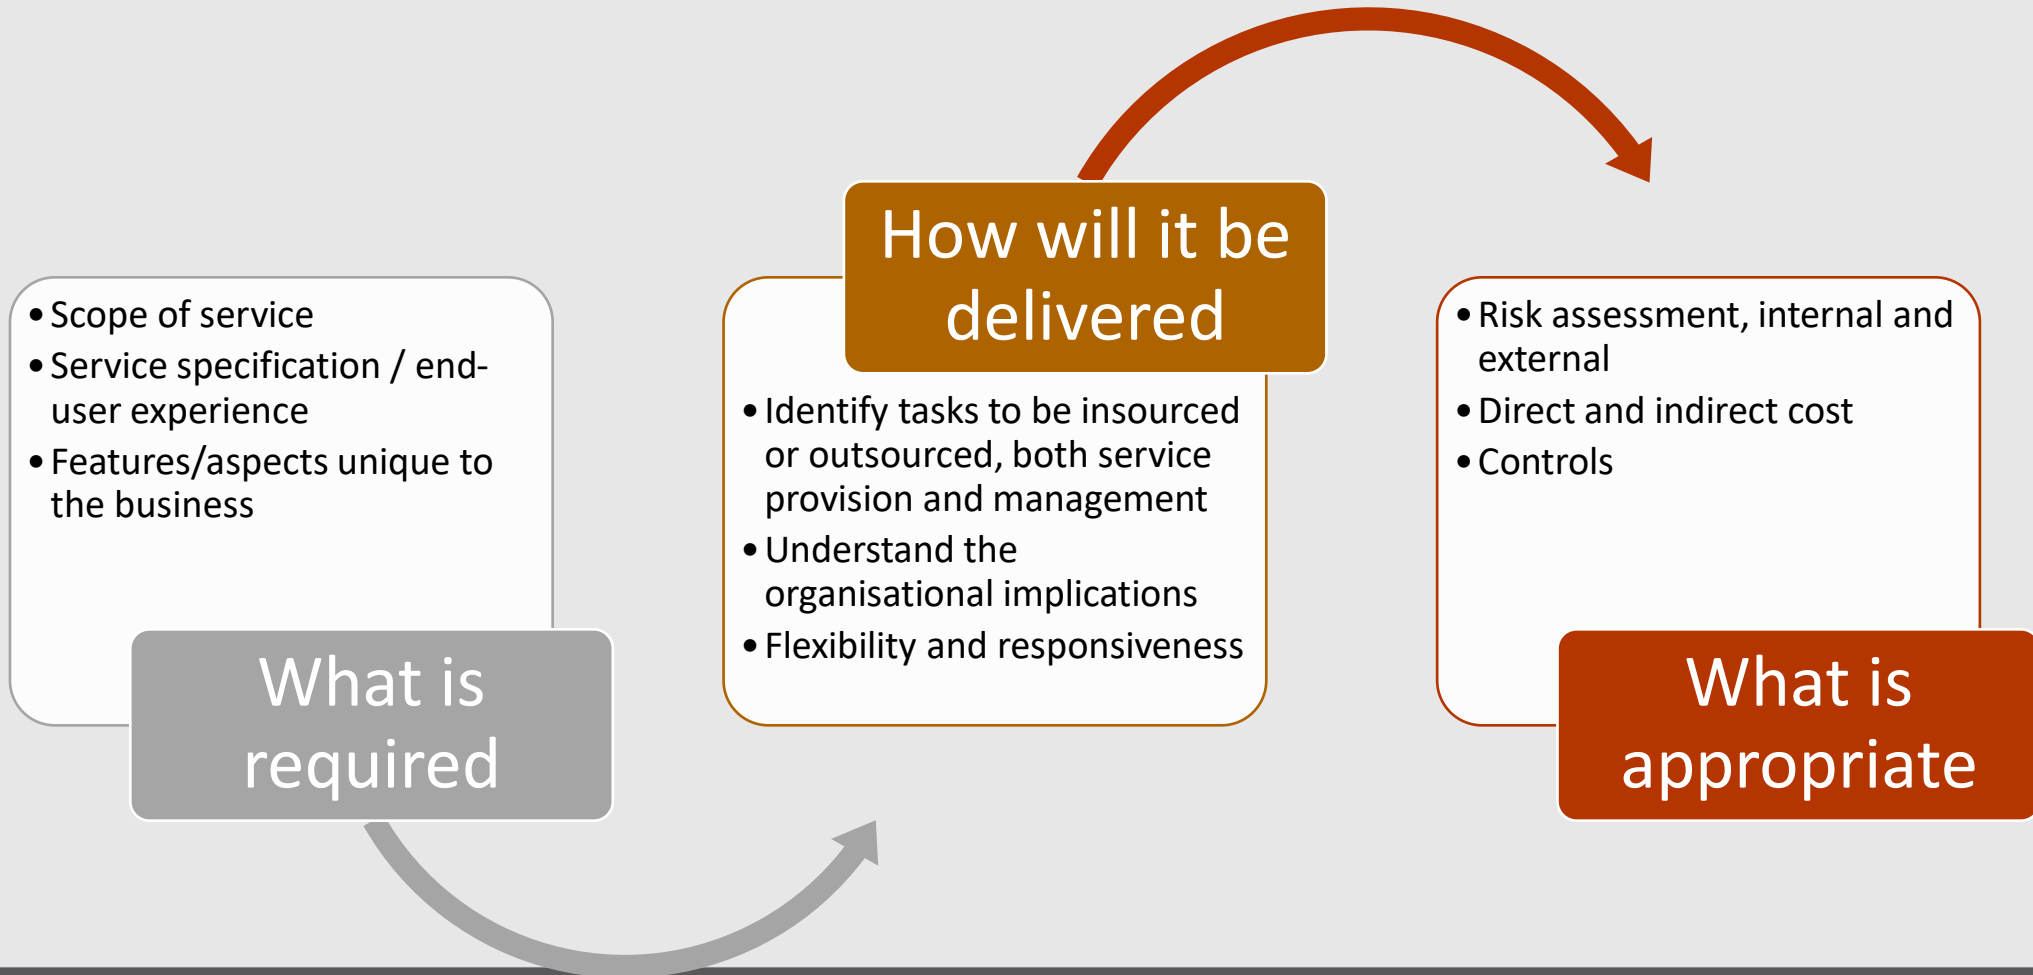 • Scope of service
• Service specification / end-
user experience
• Features/aspects unique to
the business
What is
required
How will it be
delivered
• Identify tasks to be insourced
or outsourced, both service
provision and management
• Understand the
organisational implications
• Flexibility and responsiveness
• Risk assessment, internal and
external
• Direct and indirect cost
• Controls
What is
appropriate